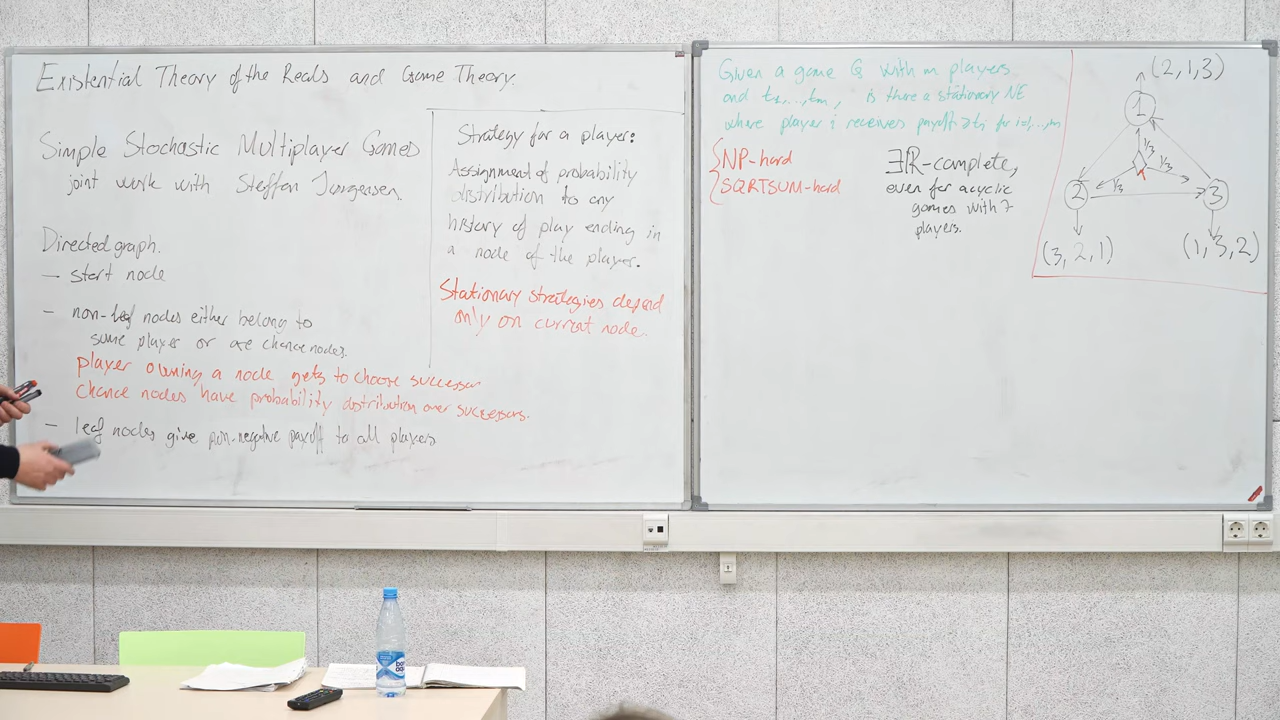 Existential Theory of the Reals and Game Theory.
Simple Stochastic Multiplayer Games
joint work with Steffan Jørgensen
Directed graph.
– start node
– non-leaf nodes either belong to
some player or are chance nodes.
player owning a node gets to choose successor
chance nodes have probability distribution over successors.
– leaf nodes give non-negative payoff to all players
Strategy for a player:
Assignment of probability
distribution to any
history of play ending in
a node of the player.
Stationary strategies depend
only on current node.
Given a game G with m players
and t1,...,tm, is there a stationary NE
where player i receives payoff ≥ti for i=1,...,m
NP-hard
SQRTSUM-hard
∃ℝ-complete,
even for acyclic
games with 7
players.
(2,1,3)
1
1/3
1/3
1/3
2
3
(3,2,1)
(1,3,2)